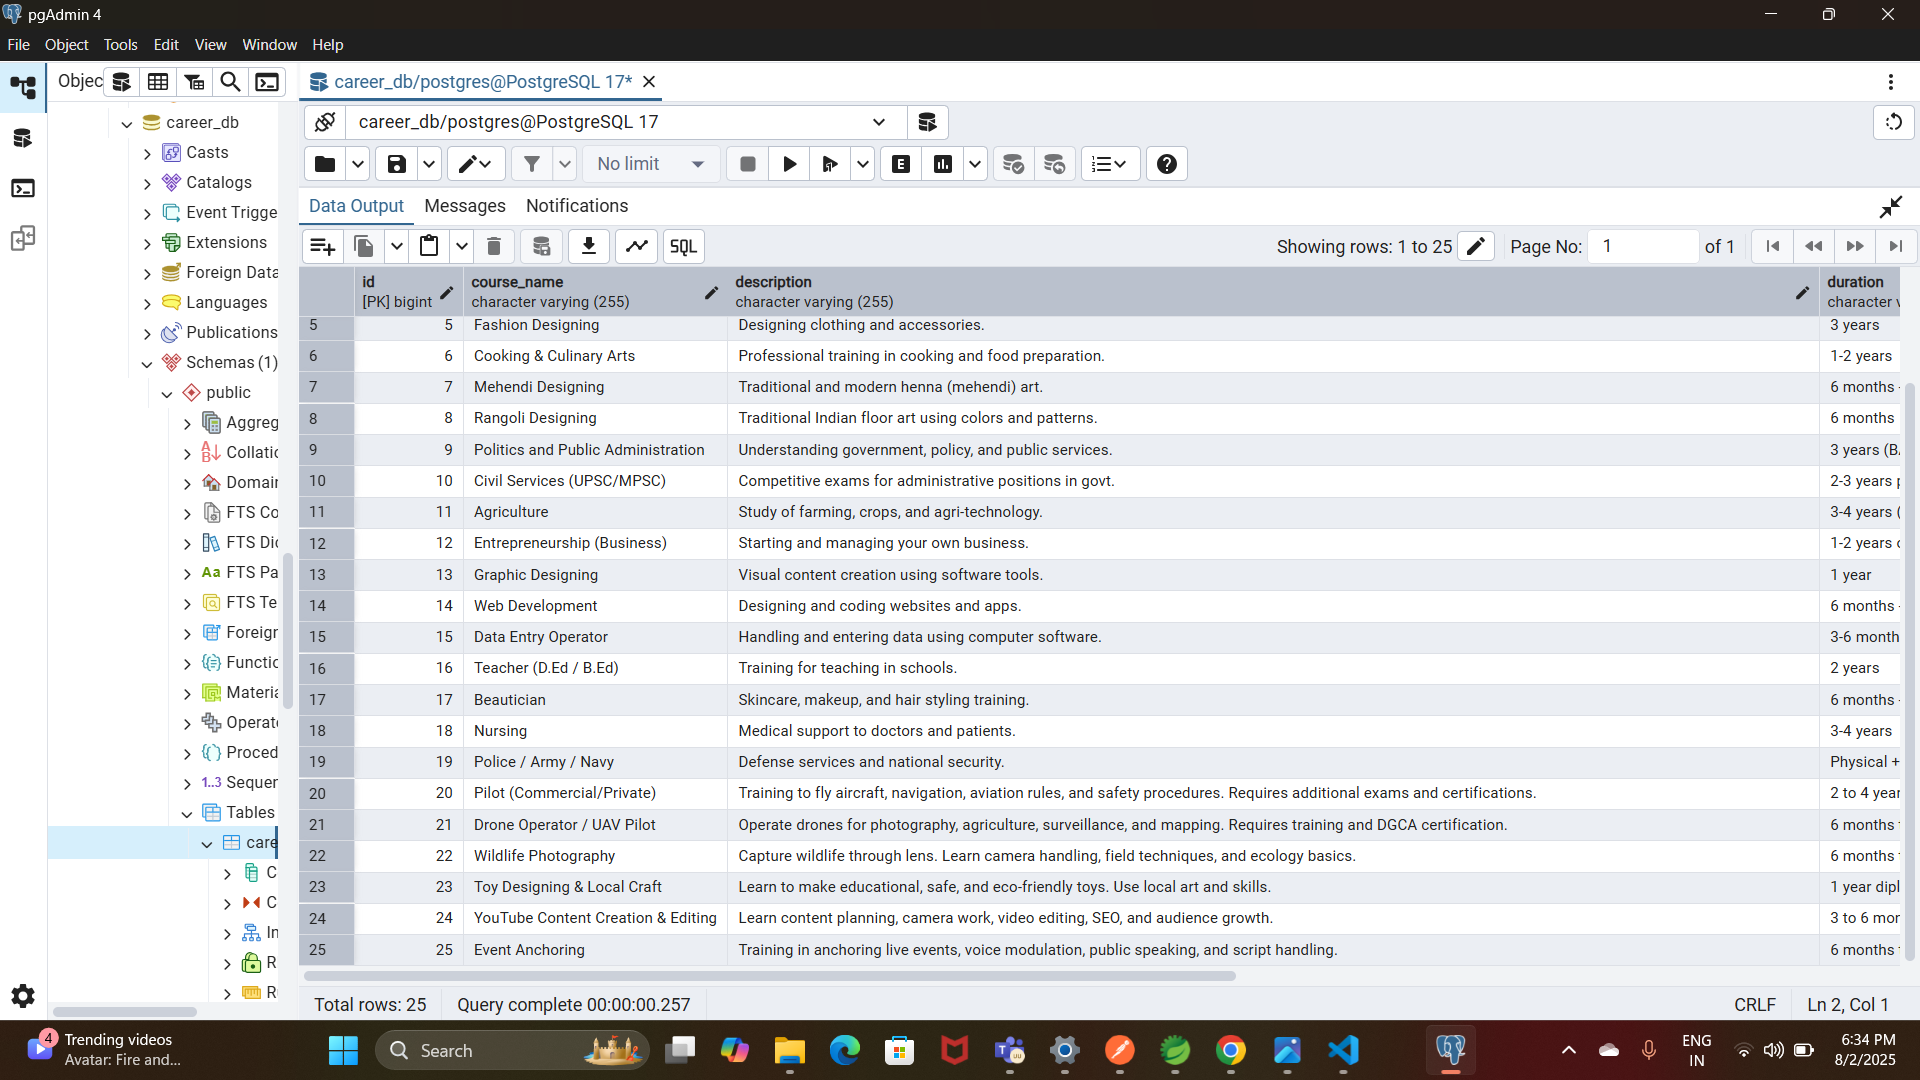 pgAdmin 4
File Object Tools Edit View Window Help
Objec
career_db/postgres@PostgreSQL 17*
career_db
Casts
Catalogs
Event Trigge
Extensions
Foreign Data
Languages
Publications
Schemas (1)
public
Aggreg
Collatic
Domair
FTS Co
FTS Dic
Aa FTS Pa
FTS Te
Foreigr
Functic
Materia
Operato
Proced
1..3 Sequer
Tables
care
C
C
In
R
R
career_db/postgres@PostgreSQL 17
No limit
E
Data Output Messages Notifications
SQL
Showing rows: 1 to 25 Page No: 1 of 1
id course_name description duration
[PK] bigint character varying (255) character varying (255) character v
5 5 Fashion Designing Designing clothing and accessories. 3 years
6 6 Cooking & Culinary Arts Professional training in cooking and food preparation. 1-2 years
7 7 Mehendi Designing Traditional and modern henna (mehendi) art. 6 months -
8 8 Rangoli Designing Traditional Indian floor art using colors and patterns. 6 months
9 9 Politics and Public Administration Understanding government, policy, and public services. 3 years (B.
10 10 Civil Services (UPSC/MPSC) Competitive exams for administrative positions in govt. 2-3 years p
11 11 Agriculture Study of farming, crops, and agri-technology. 3-4 years (
12 12 Entrepreneurship (Business) Starting and managing your own business. 1-2 years c
13 13 Graphic Designing Visual content creation using software tools. 1 year
14 14 Web Development Designing and coding websites and apps. 6 months -
15 15 Data Entry Operator Handling and entering data using computer software. 3-6 month
16 16 Teacher (D.Ed / B.Ed) Training for teaching in schools. 2 years
17 17 Beautician Skincare, makeup, and hair styling training. 6 months -
18 18 Nursing Medical support to doctors and patients. 3-4 years
19 19 Police / Army / Navy Defense services and national security. Physical +
20 20 Pilot (Commercial/Private) Training to fly aircraft, navigation, aviation rules, and safety procedures. Requires additional exams and certifications. 2 to 4 year
21 21 Drone Operator / UAV Pilot Operate drones for photography, agriculture, surveillance, and mapping. Requires training and DGCA certification. 6 months
22 22 Wildlife Photography Capture wildlife through lens. Learn camera handling, field techniques, and ecology basics. 6 months
23 23 Toy Designing & Local Craft Learn to make educational, safe, and eco-friendly toys. Use local art and skills. 1 year dipl
24 24 YouTube Content Creation & Editing Learn content planning, camera work, video editing, SEO, and audience growth. 3 to 6 mor
25 25 Event Anchoring Training in anchoring live events, voice modulation, public speaking, and script handling. 6 months
Total rows: 25 Query complete 00:00:00.257 CRLF Ln 2, Col 1
4 Trending videos
Avatar: Fire and...
Search
ENG
IN
6:34 PM
8/2/2025